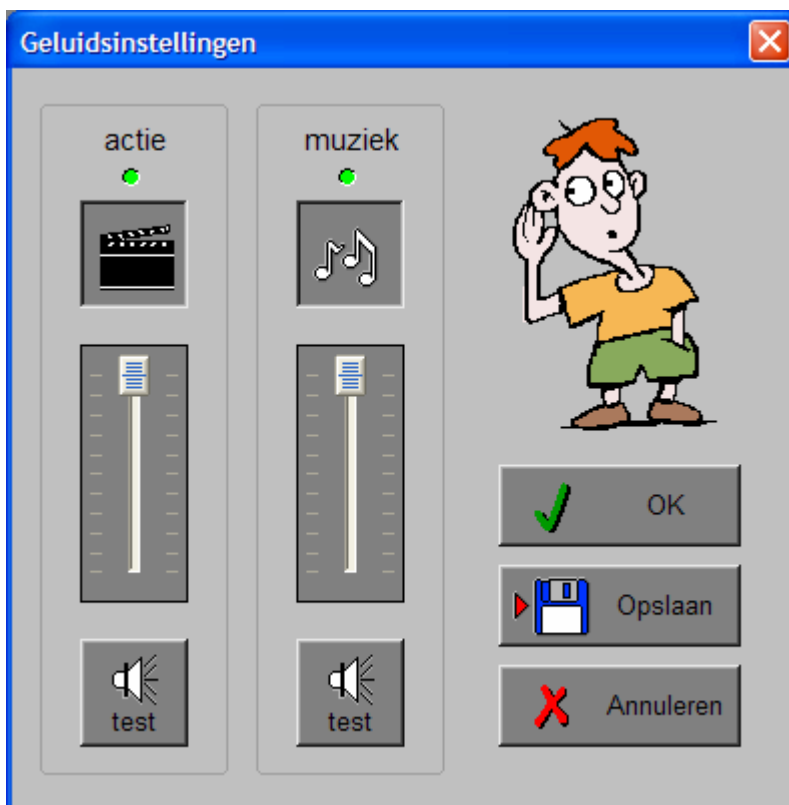 Geluidsinstellingen
actie
muziek
test
test
OK
Opslaan
Annuleren